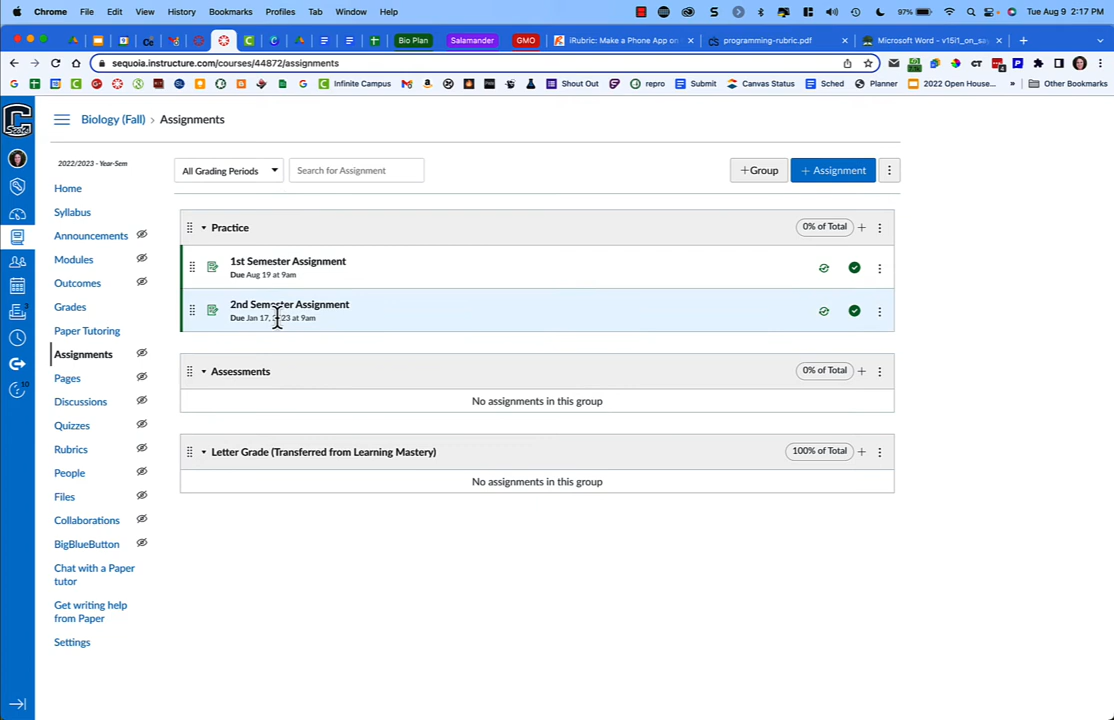 Chrome File Edit View History Bookmarks Profiles Tab Window Help 97% Tue Aug 9 2:17 PM
Bio Plan Salamander GMO iRubric: Make a Phone App on programming-rubric.pdf Microsoft Word - v15i1_on_sa
sequoia.instructure.com/courses/44872/assignments
Infinite Campus Shout Out repro Submit Canvas Status Sched Planner 2022 Open House... Other Bookmarks
Biology (Fall) › Assignments
2022/2023 - Year-Sem
All Grading Periods Search for Assignment +Group + Assignment
Home
Syllabus
Announcements
Modules
Outcomes
Grades
Paper Tutoring
Assignments
Pages
Discussions
Quizzes
Rubrics
People
Files
Collaborations
BigBlueButton
Chat with a Paper
tutor
Get writing help
from Paper
Settings
Practice 0% of Total
1st Semester Assignment
Due Aug 19 at 9am
2nd Semester Assignment
Due Jan 17, 2023 at 9am
Assessments 0% of Total
No assignments in this group
Letter Grade (Transferred from Learning Mastery) 100% of Total
No assignments in this group